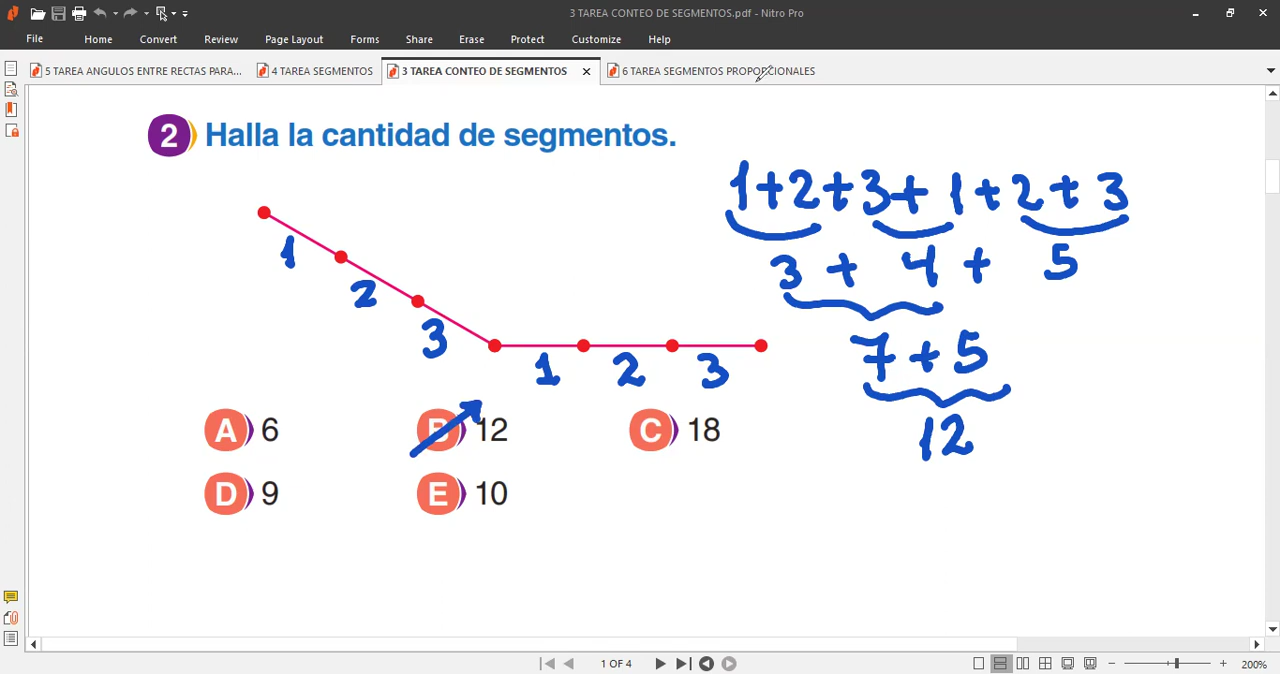 3 TAREA CONTEO DE SEGMENTOS.pdf - Nitro Pro
File Home Convert Review Page Layout Forms Share Erase Protect Customize Help
5 TAREA ANGULOS ENTRE RECTAS PARA... 4 TAREA SEGMENTOS 3 TAREA CONTEO DE SEGMENTOS 6 TAREA SEGMENTOS PROPORCIONALES
2 Halla la cantidad de segmentos.
1+2+3+1+2+3
3 + 4 + 5
7+5
12
1
2
3
1 2 3
A 6 B 12 C 18
D 9 E 10
1 OF 4
200%